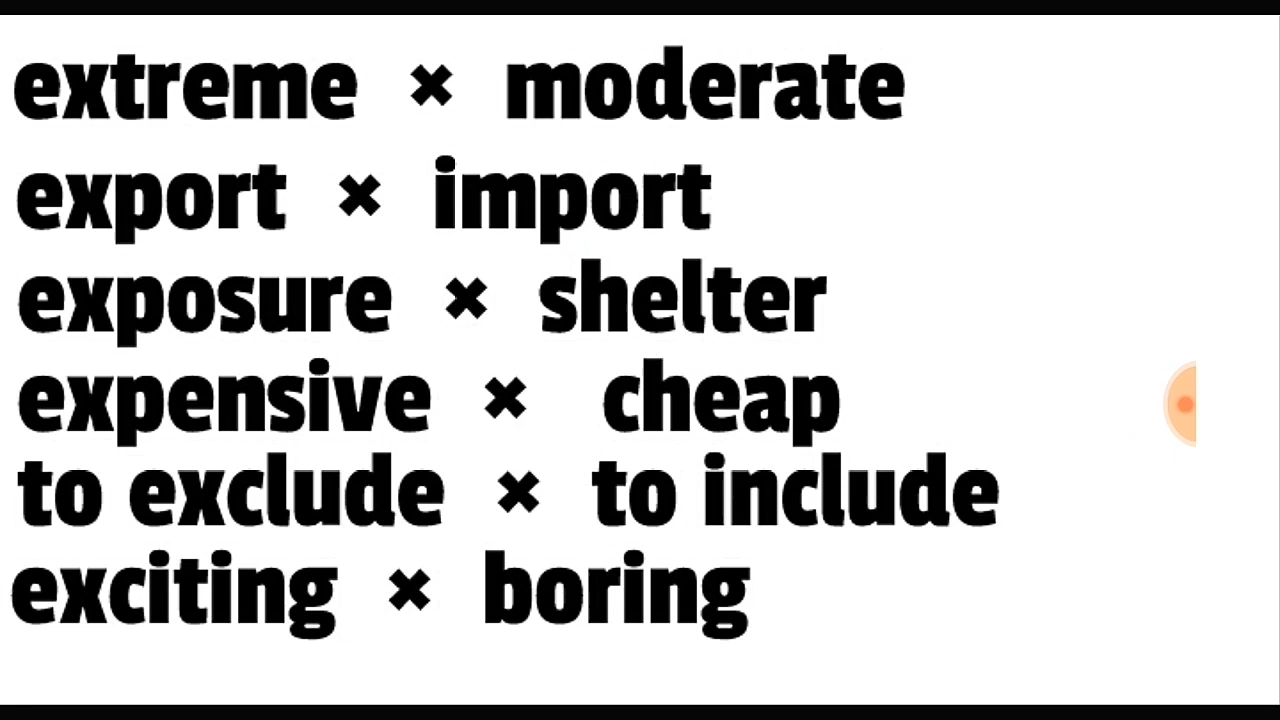 extreme × moderate
export × import
exposure × shelter
expensive × cheap
to exclude × to include
exciting × boring